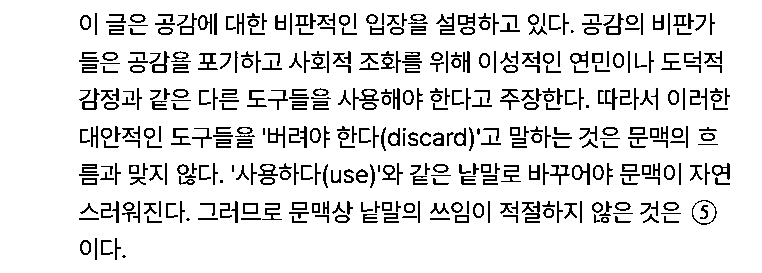 이 글은 공감에 대한 비판적인 입장을 설명하고 있다. 공감의 비판가
들은 공감을 포기하고 사회적 조화를 위해 이성적인 연민이나 도덕적
감정과 같은 다른 도구들을 사용해야 한다고 주장한다. 따라서 이러한
대안적인 도구들을 '버려야 한다(discard)'고 말하는 것은 문맥의 흐
름과 맞지 않다. '사용하다(use)'와 같은 낱말로 바꾸어야 문맥이 자연
스러워진다. 그러므로 문맥상 낱말의 쓰임이 적절하지 않은 것은 ⑤
이다.